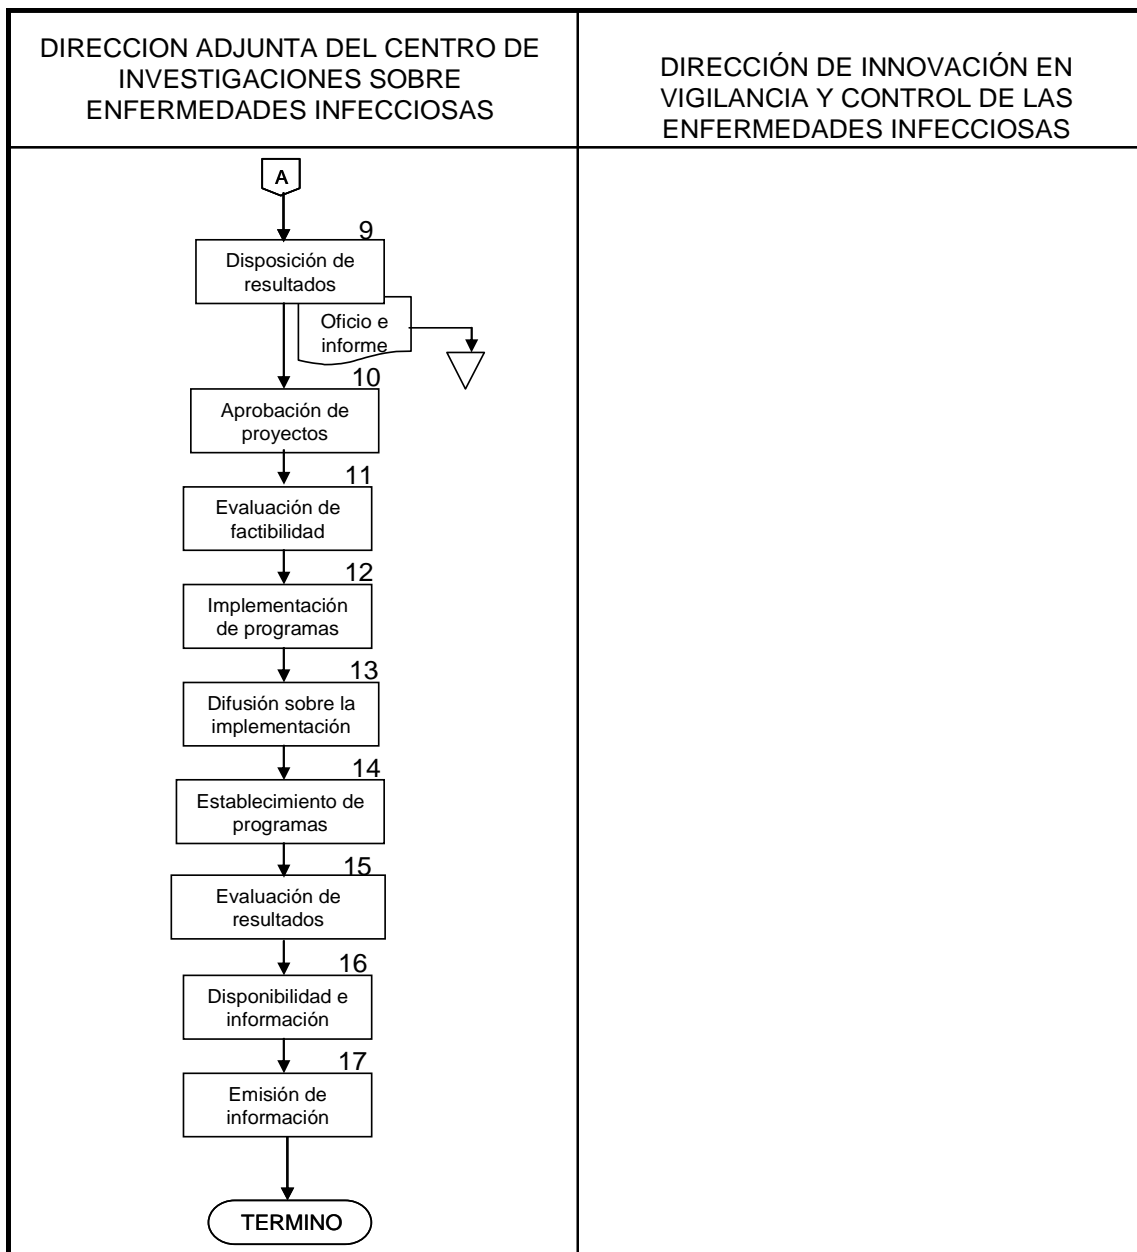 DIRECCION ADJUNTA DEL CENTRO DE
INVESTIGACIONES SOBRE
ENFERMEDADES INFECCIOSAS
DIRECCIÓN DE INNOVACIÓN EN
VIGILANCIA Y CONTROL DE LAS
ENFERMEDADES INFECCIOSAS
A
9
Disposición de
resultados
Oficio e
informe
10
Aprobación de
proyectos
11
Evaluación de
factibilidad
12
Implementación
de programas
13
Difusión sobre la
implementación
14
Establecimiento de
programas
15
Evaluación de
resultados
16
Disponibilidad e
información
17
Emisión de
información
TERMINO